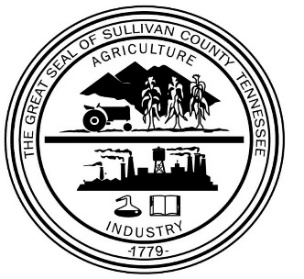 THE GREAT SEAL OF SULLIVAN COUNTY TENNESSEE
AGRICULTURE
INDUSTRY
-1779-